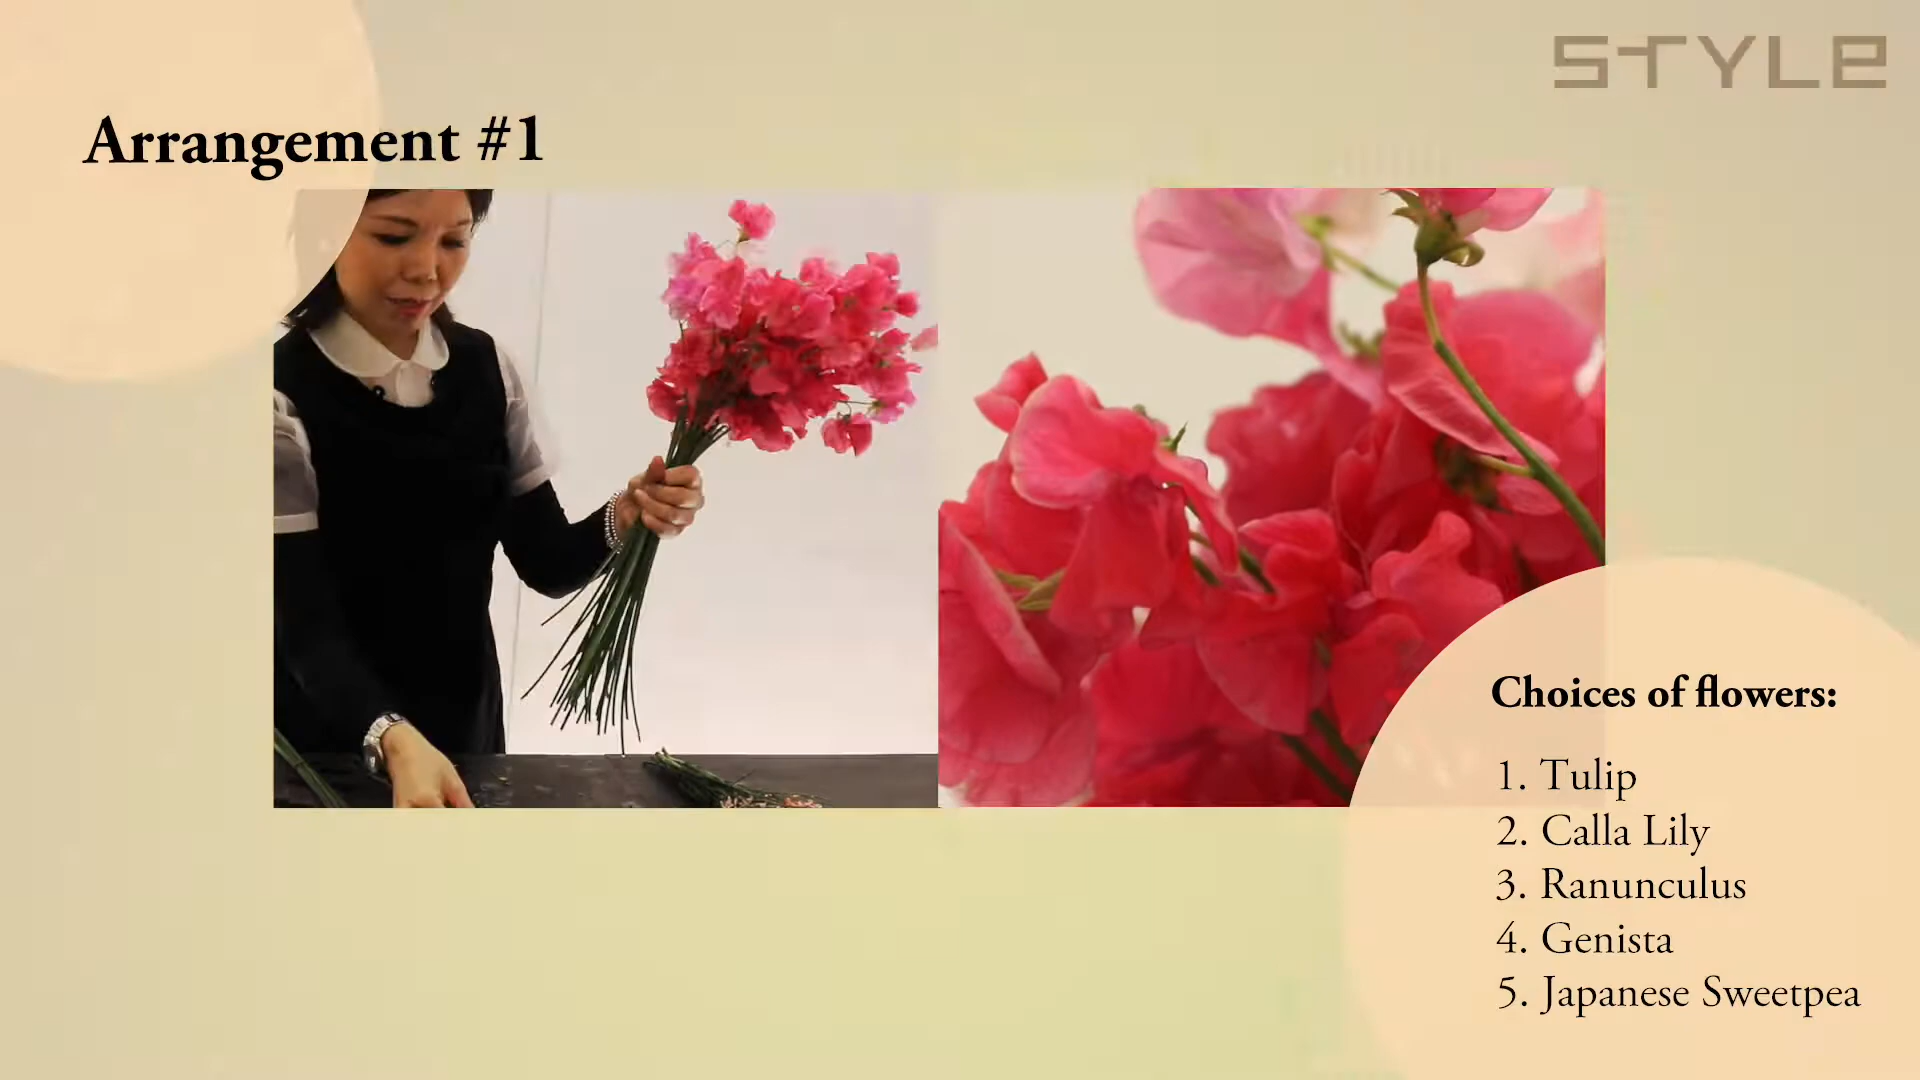 STYLE
Arrangement #1
Choices of flowers:
1. Tulip
2. Calla Lily
3. Ranunculus
4. Genista
5. Japanese Sweetpea